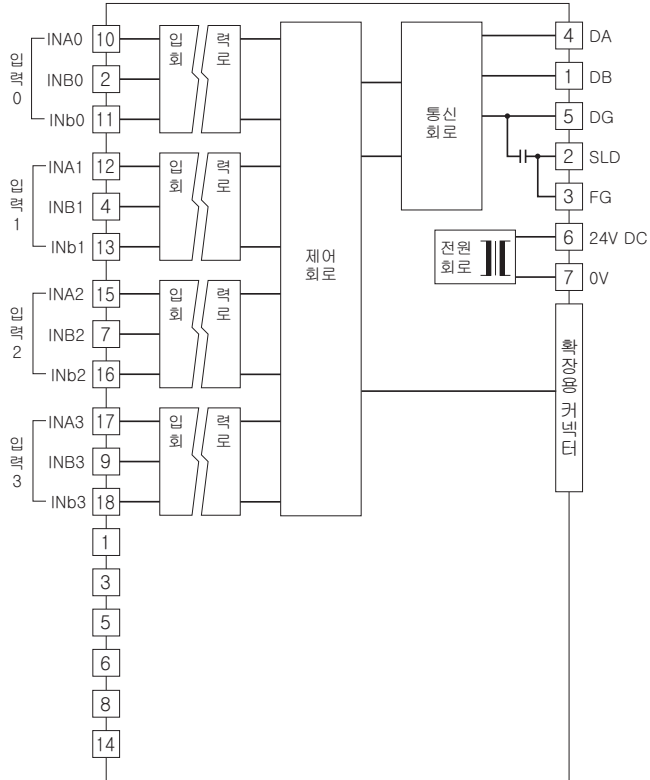 입력0
INA0 10
INB0 2
INb0 11
입회 력로
입력1
INA1 12
INB1 4
INb1 13
입회 력로
입력2
INA2 15
INB2 7
INb2 16
입회 력로
입력3
INA3 17
INB3 9
INb3 18
입회 력로
1
3
5
6
8
14
제어
회로
통신
회로
전원
회로
4 DA
1 DB
5 DG
2 SLD
3 FG
6 24V DC
7 0V
확장용 커넥터